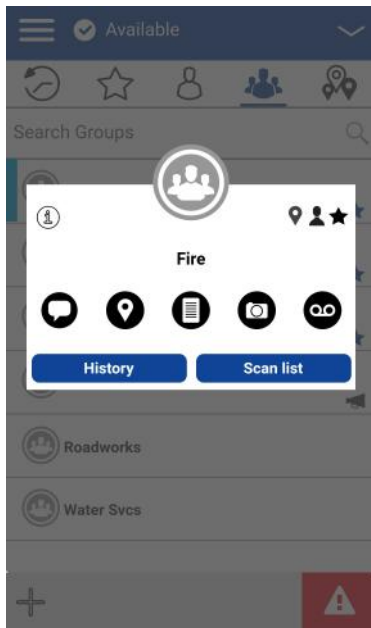 Available
Search Groups
Fire
History
Scan list
Roadworks
Water Svcs